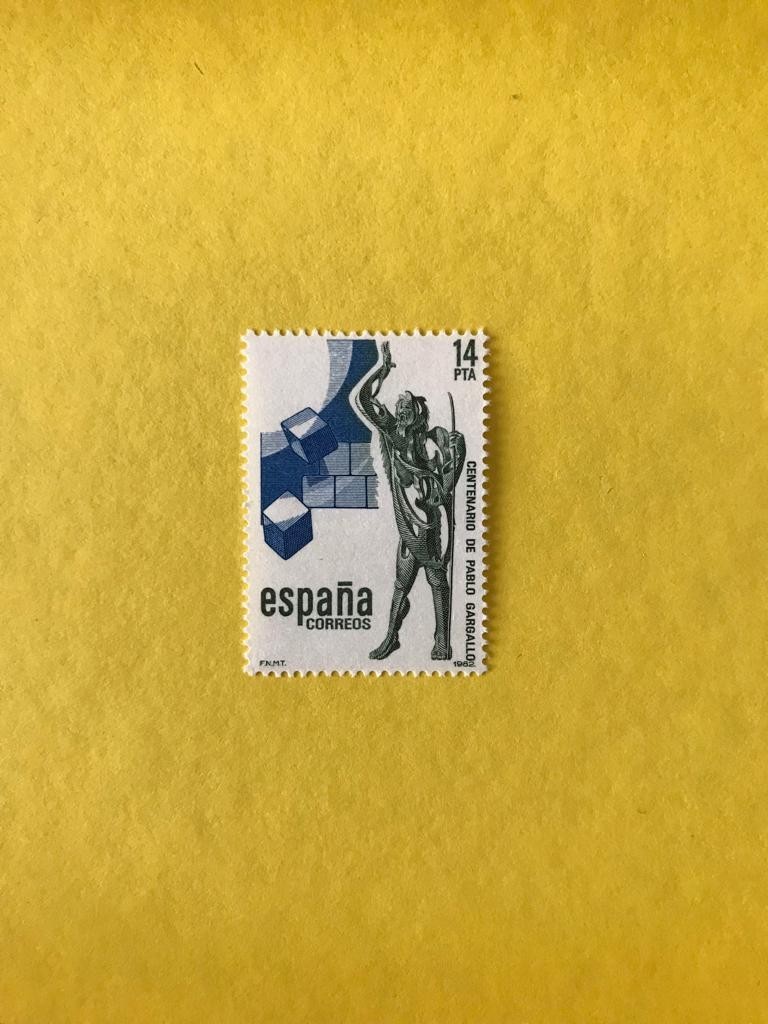 14
PTA
CENTENARIO DE PABLO GARGALLO
españa
CORREOS
F.N.M.T.
1982